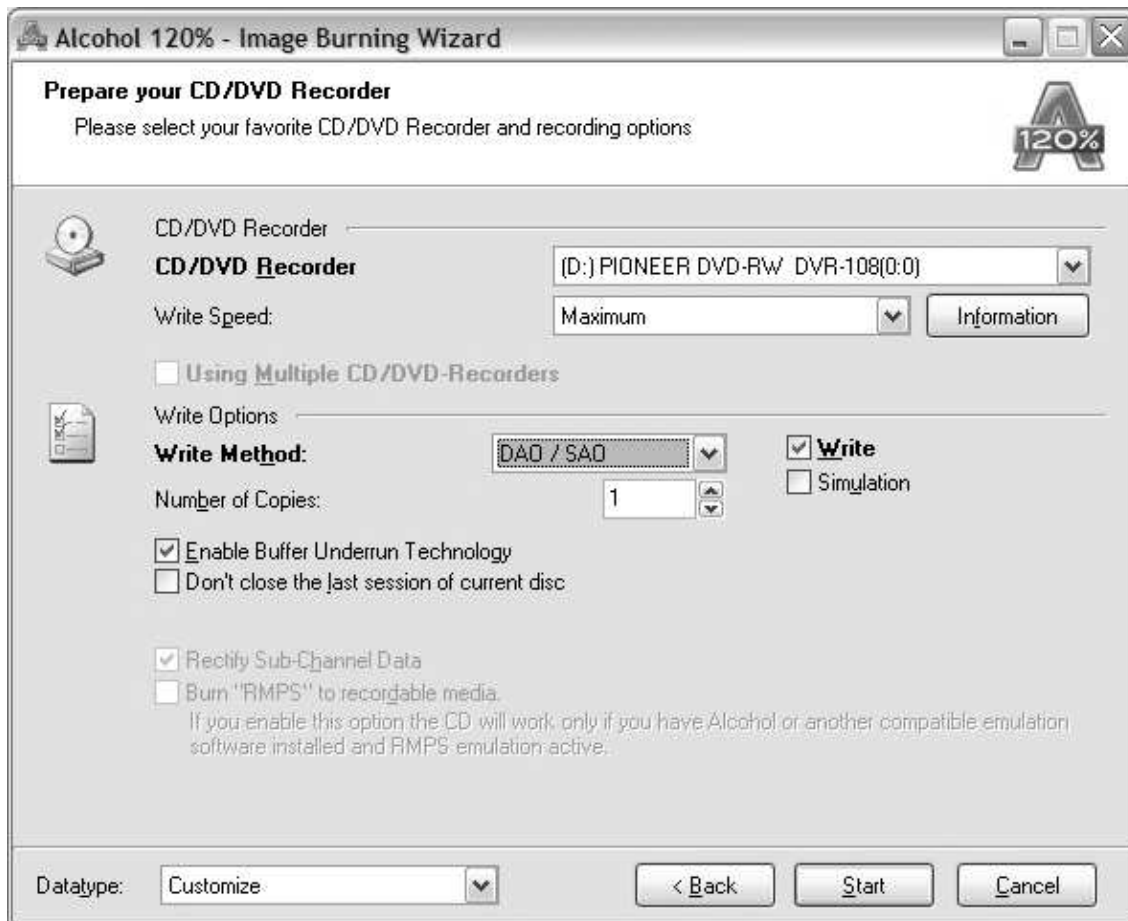 Alcohol 120% - Image Burning Wizard
Prepare your CD/DVD Recorder
Please select your favorite CD/DVD Recorder and recording options
120%
CD/DVD Recorder
CD/DVD Recorder (D:) PIONEER DVD-RW DVR-108(0:0)
Write Speed: Maximum Information
Using Multiple CD/DVD-Recorders
Write Options
Write Method: DAO / SAO Write
Simulation
Number of Copies: 1
Enable Buffer Underrun Technology
Don't close the last session of current disc
Rectify Sub-Channel Data
Burn "RMPS" to recordable media.
If you enable this option the CD will work only if you have Alcohol or another compatible emulation
software installed and RMPS emulation active.
Datatype: Customize < Back Start Cancel